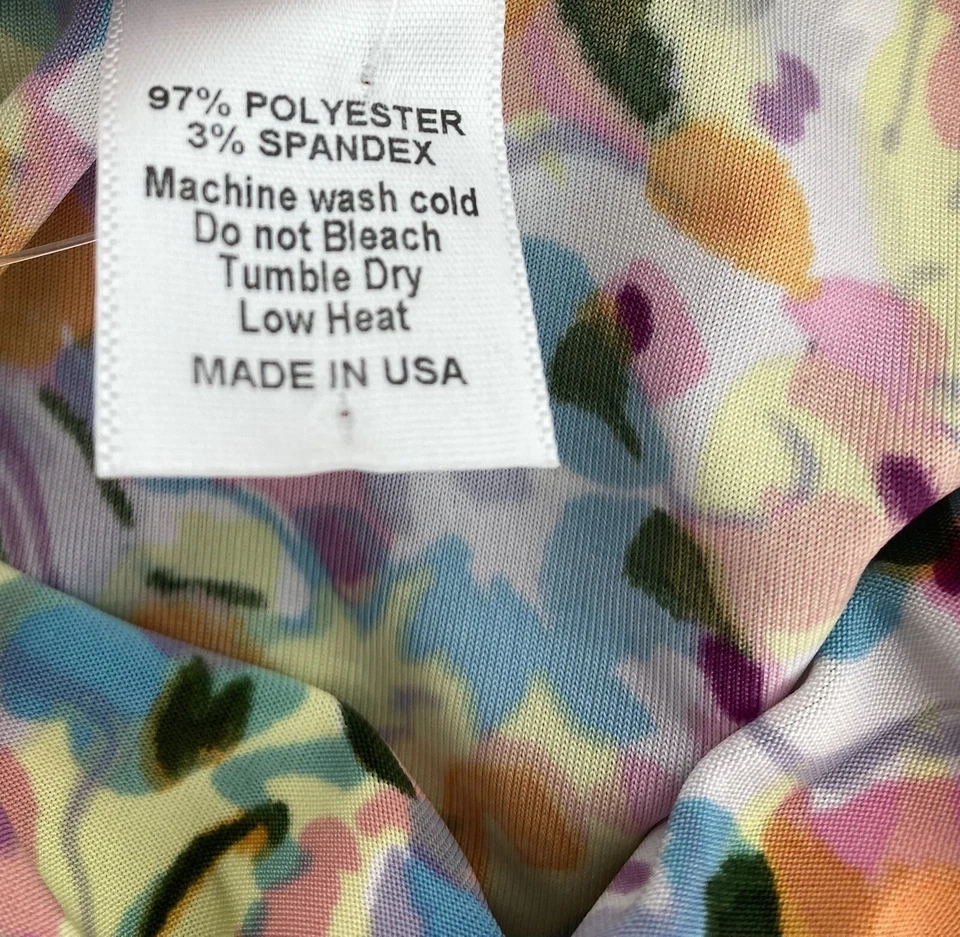 97% POLYESTER
3% SPANDEX
Machine wash cold
Do not Bleach
Tumble Dry
Low Heat
MADE IN USA